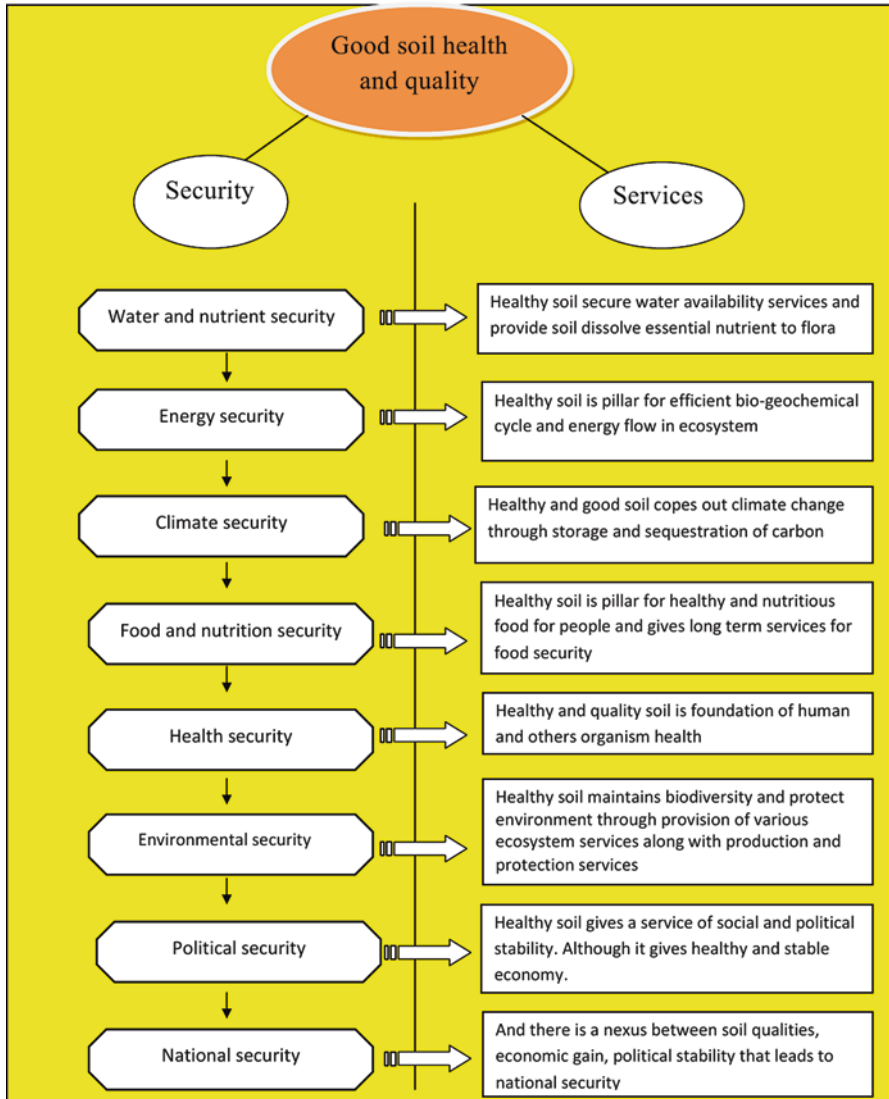 Good soil health
and quality
Security
Services
Water and nutrient security
Healthy soil secure water availability services and
provide soil dissolve essential nutrient to flora
Energy security
Healthy soil is pillar for efficient bio-geochemical
cycle and energy flow in ecosystem
Climate security
Healthy and good soil copes out climate change
through storage and sequestration of carbon
Food and nutrition security
Healthy soil is pillar for healthy and nutritious
food for people and gives long term services for
food security
Health security
Healthy and quality soil is foundation of human
and others organism health
Environmental security
Healthy soil maintains biodiversity and protect
environment through provision of various
ecosystem services along with production and
protection services
Political security
Healthy soil gives a service of social and political
stability. Although it gives healthy and stable
economy.
National security
And there is a nexus between soil qualities,
economic gain, political stability that leads to
national security